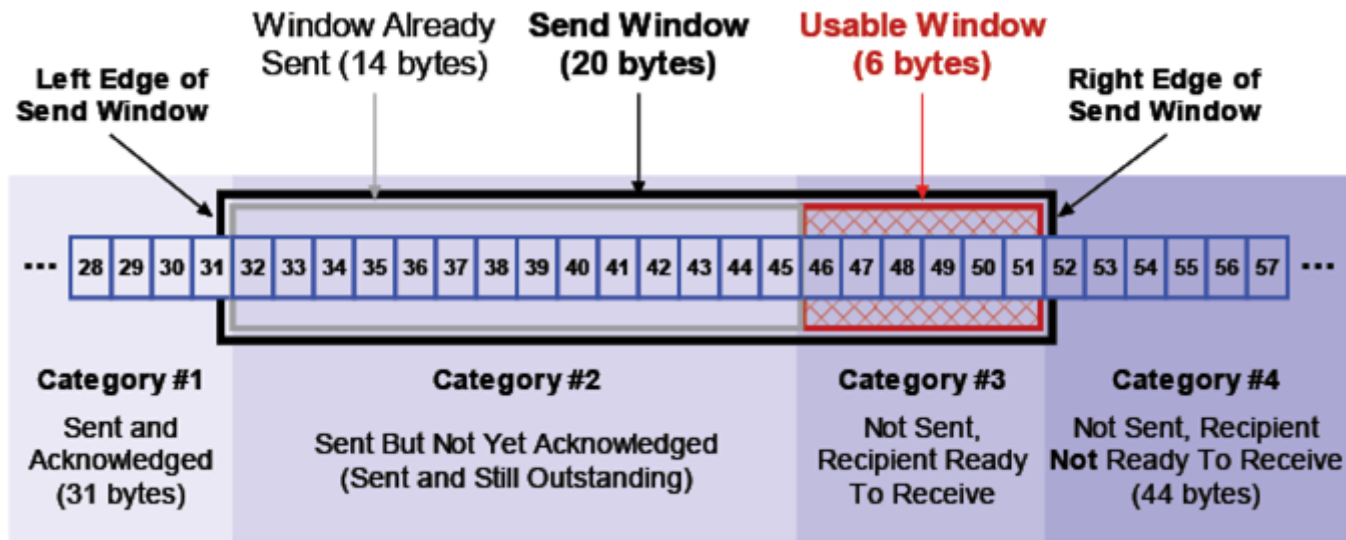 Window Already
Sent (14 bytes)
Send Window
(20 bytes)
Usable Window
(6 bytes)
Left Edge of
Send Window
Right Edge of
Send Window
... 28 29 30 31 32 33 34 35 36 37 38 39 40 41 42 43 44 45 46 47 48 49 50 51 52 53 54 55 56 57 ...
Category #1
Sent and
Acknowledged
(31 bytes)
Category #2
Sent But Not Yet Acknowledged
(Sent and Still Outstanding)
Category #3
Not Sent,
Recipient Ready
To Receive
Category #4
Not Sent, Recipient
Not Ready To Receive
(44 bytes)